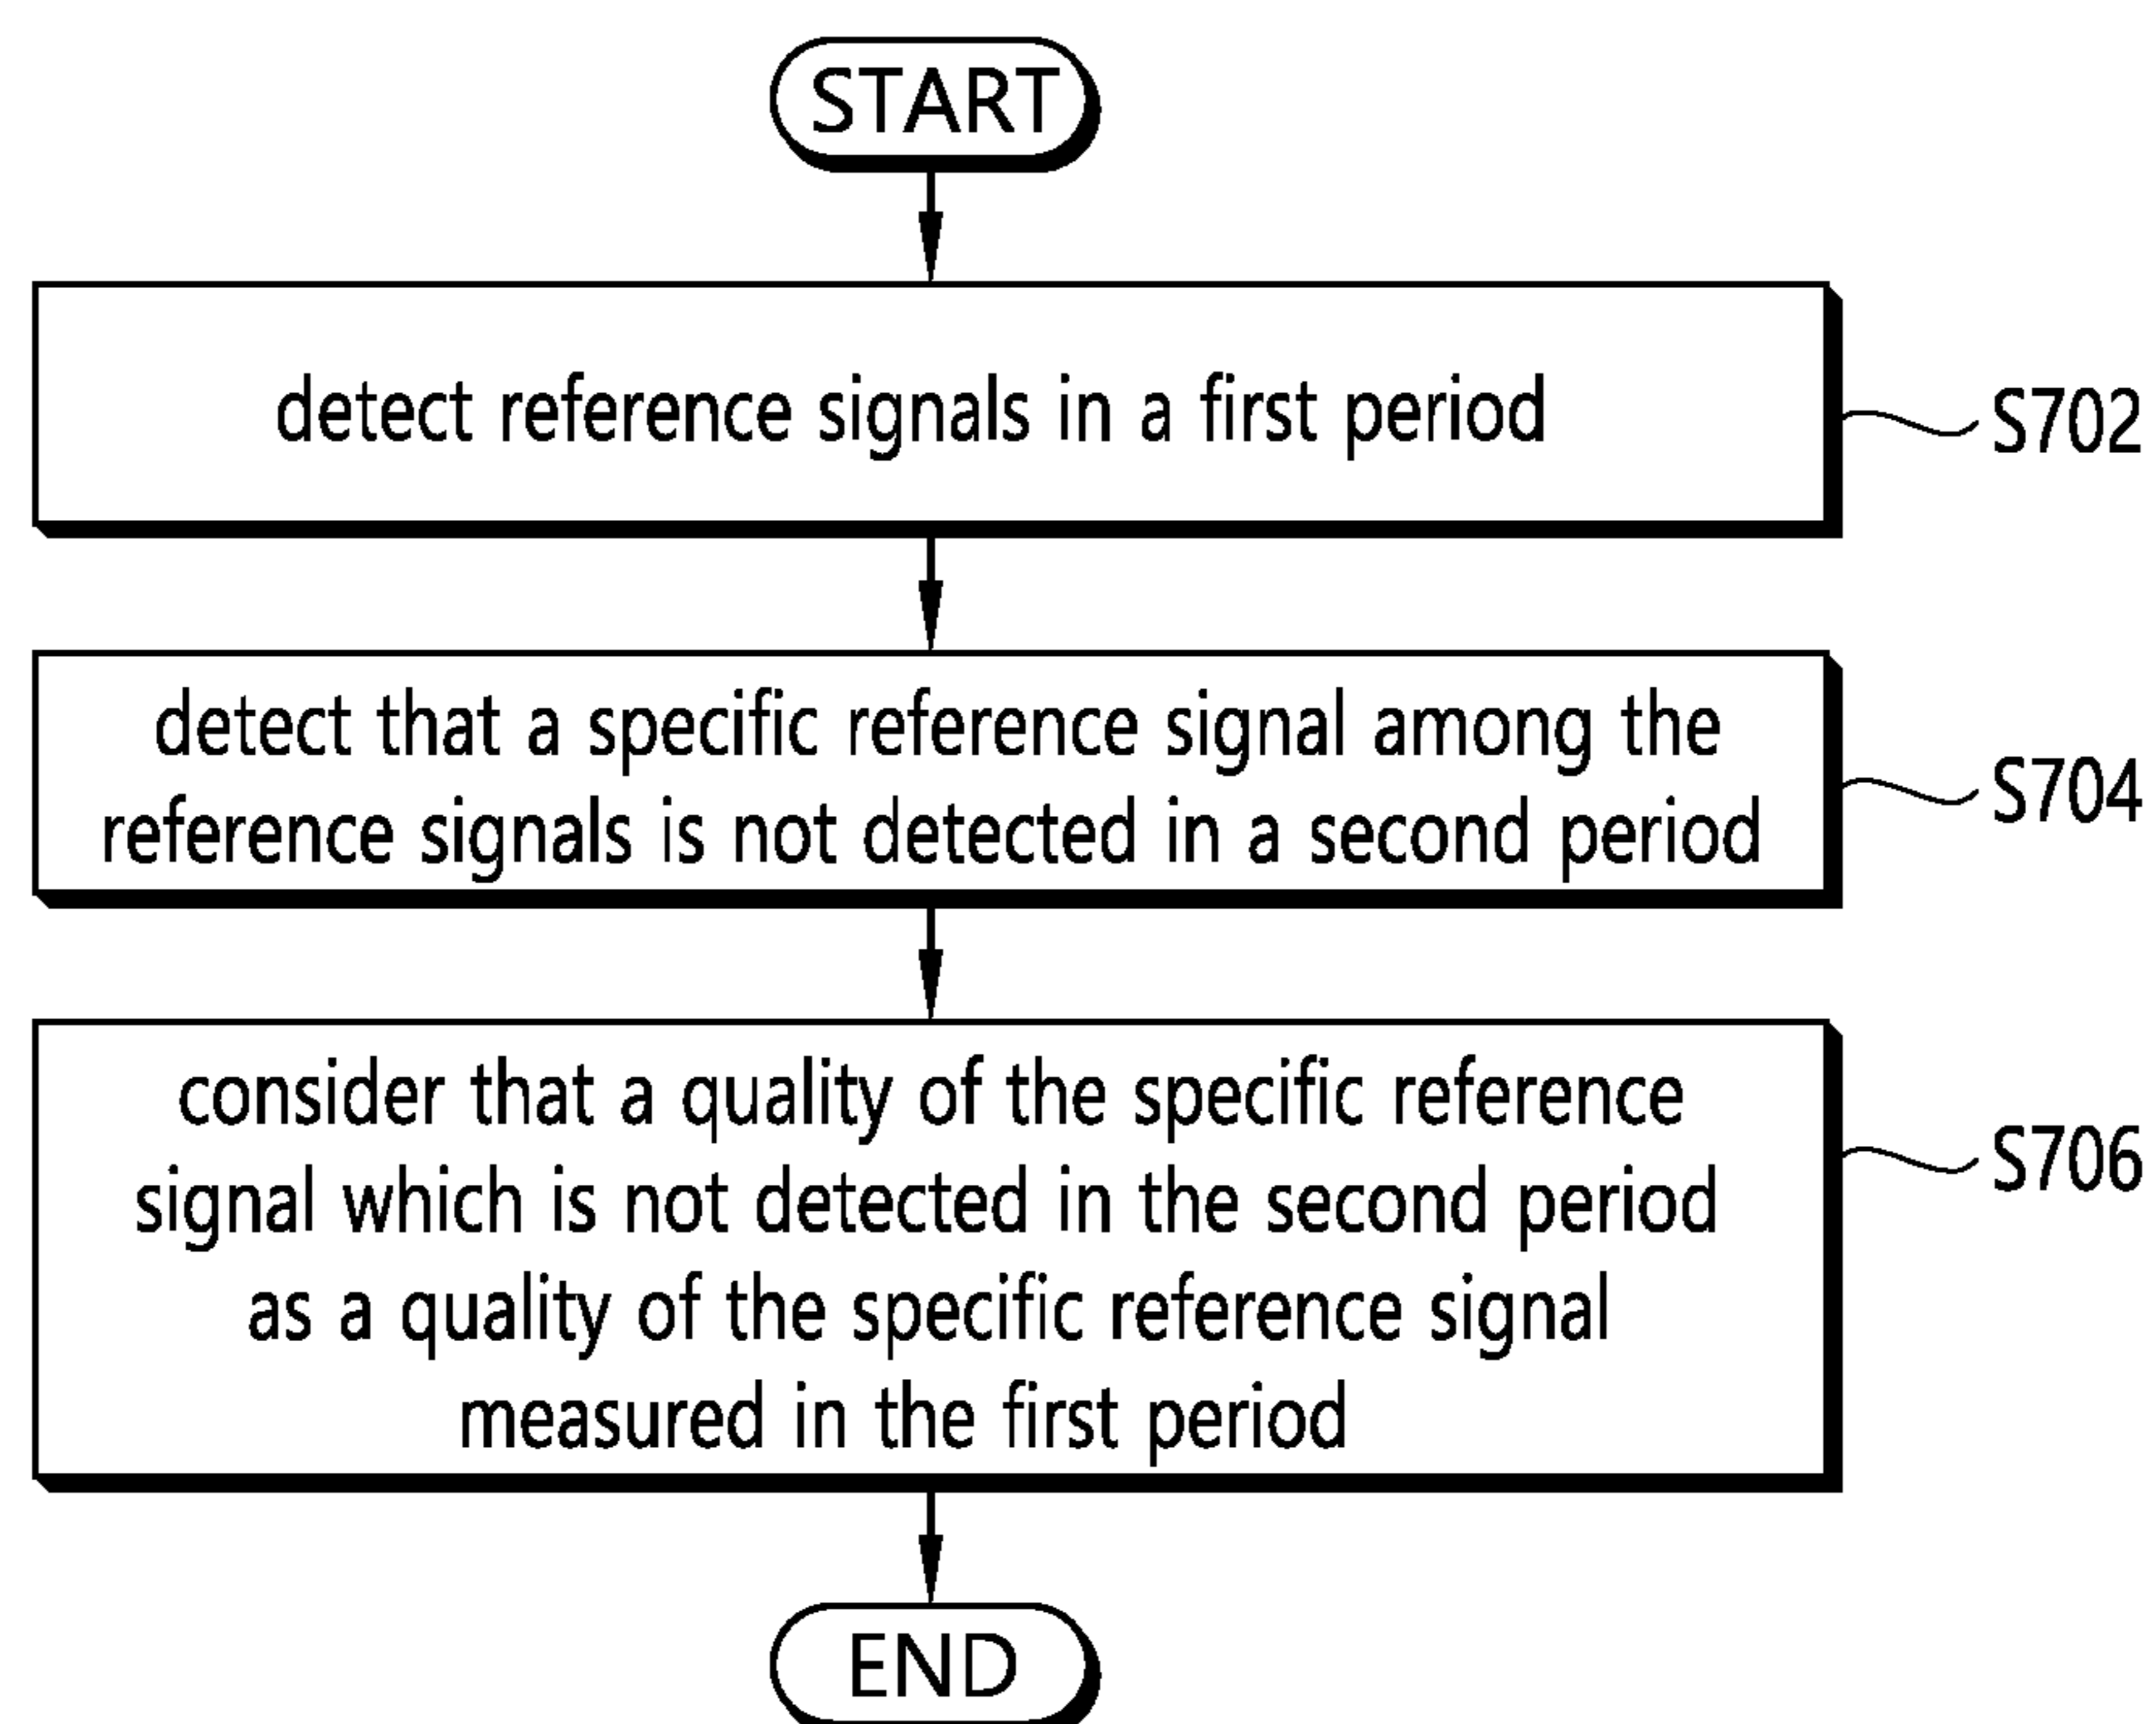 START
detect reference signals in a first period
S702
detect that a specific reference signal among the
reference signals is not detected in a second period
S704
consider that a quality of the specific reference
signal which is not detected in the second period
as a quality of the specific reference signal
measured in the first period
S706
END